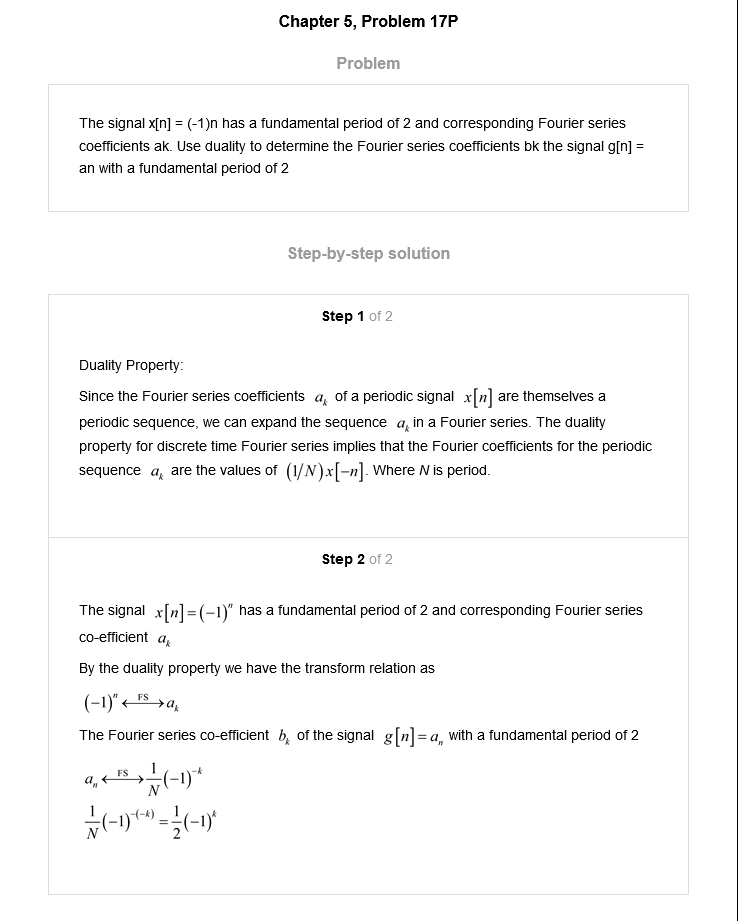 Chapter 5, Problem 17P
Problem
The signal x[n] = (-1)n has a fundamental period of 2 and corresponding Fourier series
coefficients ak. Use duality to determine the Fourier series coefficients bk the signal g[n] =
an with a fundamental period of 2
Step-by-step solution
Step 1 of 2
Duality Property:
Since the Fourier series coefficients a_k of a periodic signal x[n] are themselves a
periodic sequence, we can expand the sequence a_k in a Fourier series. The duality
property for discrete time Fourier series implies that the Fourier coefficients for the periodic
sequence a_k are the values of (1/N)x[−n]. Where N is period.
Step 2 of 2
The signal x[n]=(−1)^n has a fundamental period of 2 and corresponding Fourier series
co-efficient a_k
By the duality property we have the transform relation as
(−1)^n ←FS→ a_k
The Fourier series co-efficient b_k of the signal g[n]=a_n with a fundamental period of 2
a_n ←FS→ 1/N (−1)^−k
1/N (−1)^−(−k) = 1/2 (−1)^k